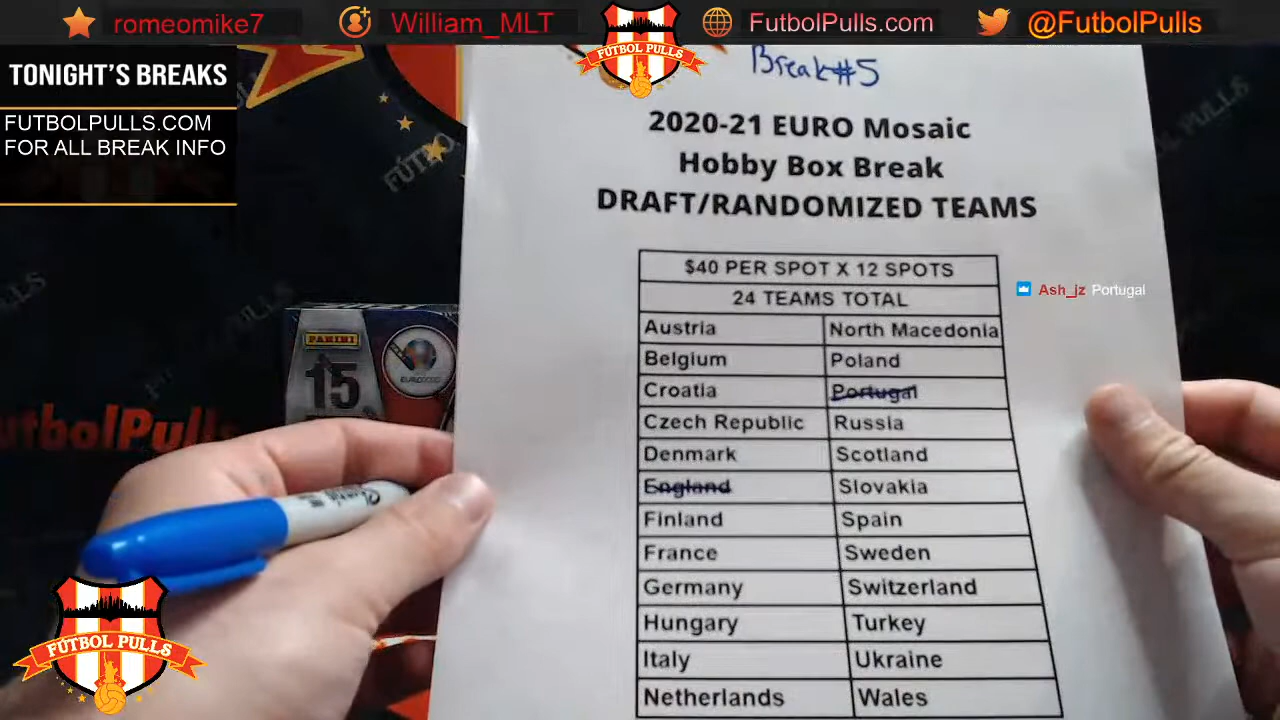 romeomike7
William_MLT
FutbolPulls.com
@FutbolPulls
FÚTBOL PULLS
TONIGHT'S BREAKS
FUTBOLPULLS.COM
FOR ALL BREAK INFO
Break #5
2020-21 EURO Mosaic
Hobby Box Break
DRAFT/RANDOMIZED TEAMS
$40 PER SPOT X 12 SPOTS
24 TEAMS TOTAL
Ash_jz Portugal
Austria North Macedonia
Belgium Poland
Croatia Portugal
Czech Republic Russia
Denmark Scotland
England Slovakia
Finland Spain
France Sweden
Germany Switzerland
Hungary Turkey
Italy Ukraine
Netherlands Wales
PANINI
15
EURO2020
FÚTBOL PULLS